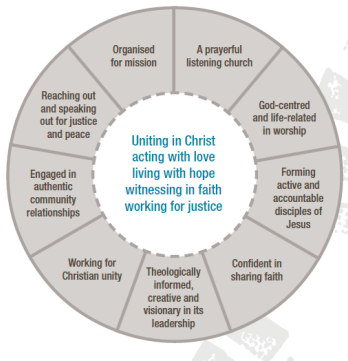 Organised
for mission
A prayerful
listening church
God-centred
and life-related
in worship
Forming
active and
accountable
disciples of
Jesus
Confident in
sharing faith
Theologically
informed,
creative and
visionary in its
leadership
Working for
Christian unity
Engaged in
authentic
community
relationships
Reaching out
and speaking
out for justice
and peace
Uniting in Christ
acting with love
living with hope
witnessing in faith
working for justice